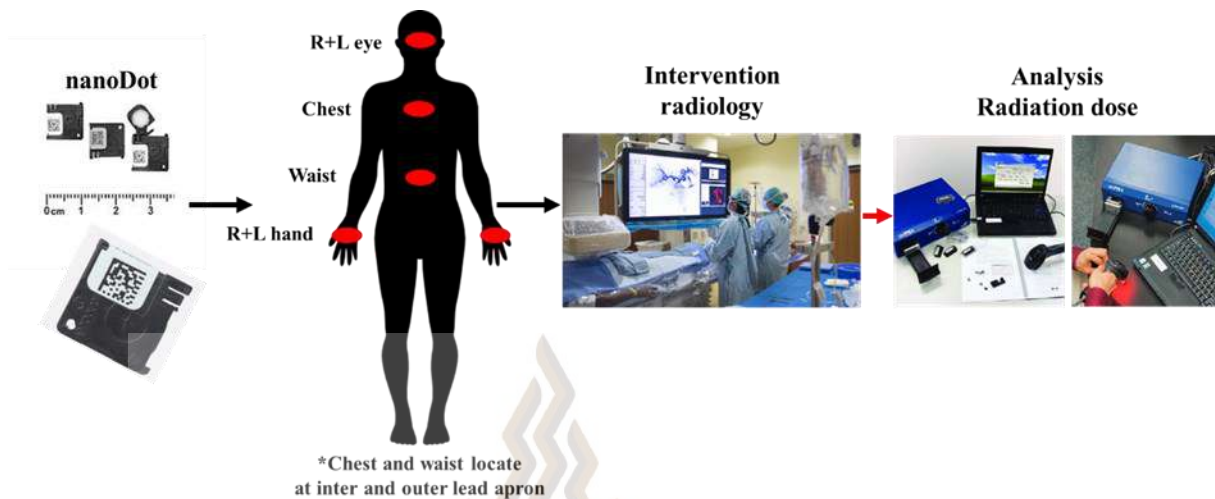 nanoDot
0cm 1 2 3
R+L eye
Chest
Waist
R+L hand
*Chest and waist locate
at inter and outer lead apron
Intervention
radiology
Analysis
Radiation dose